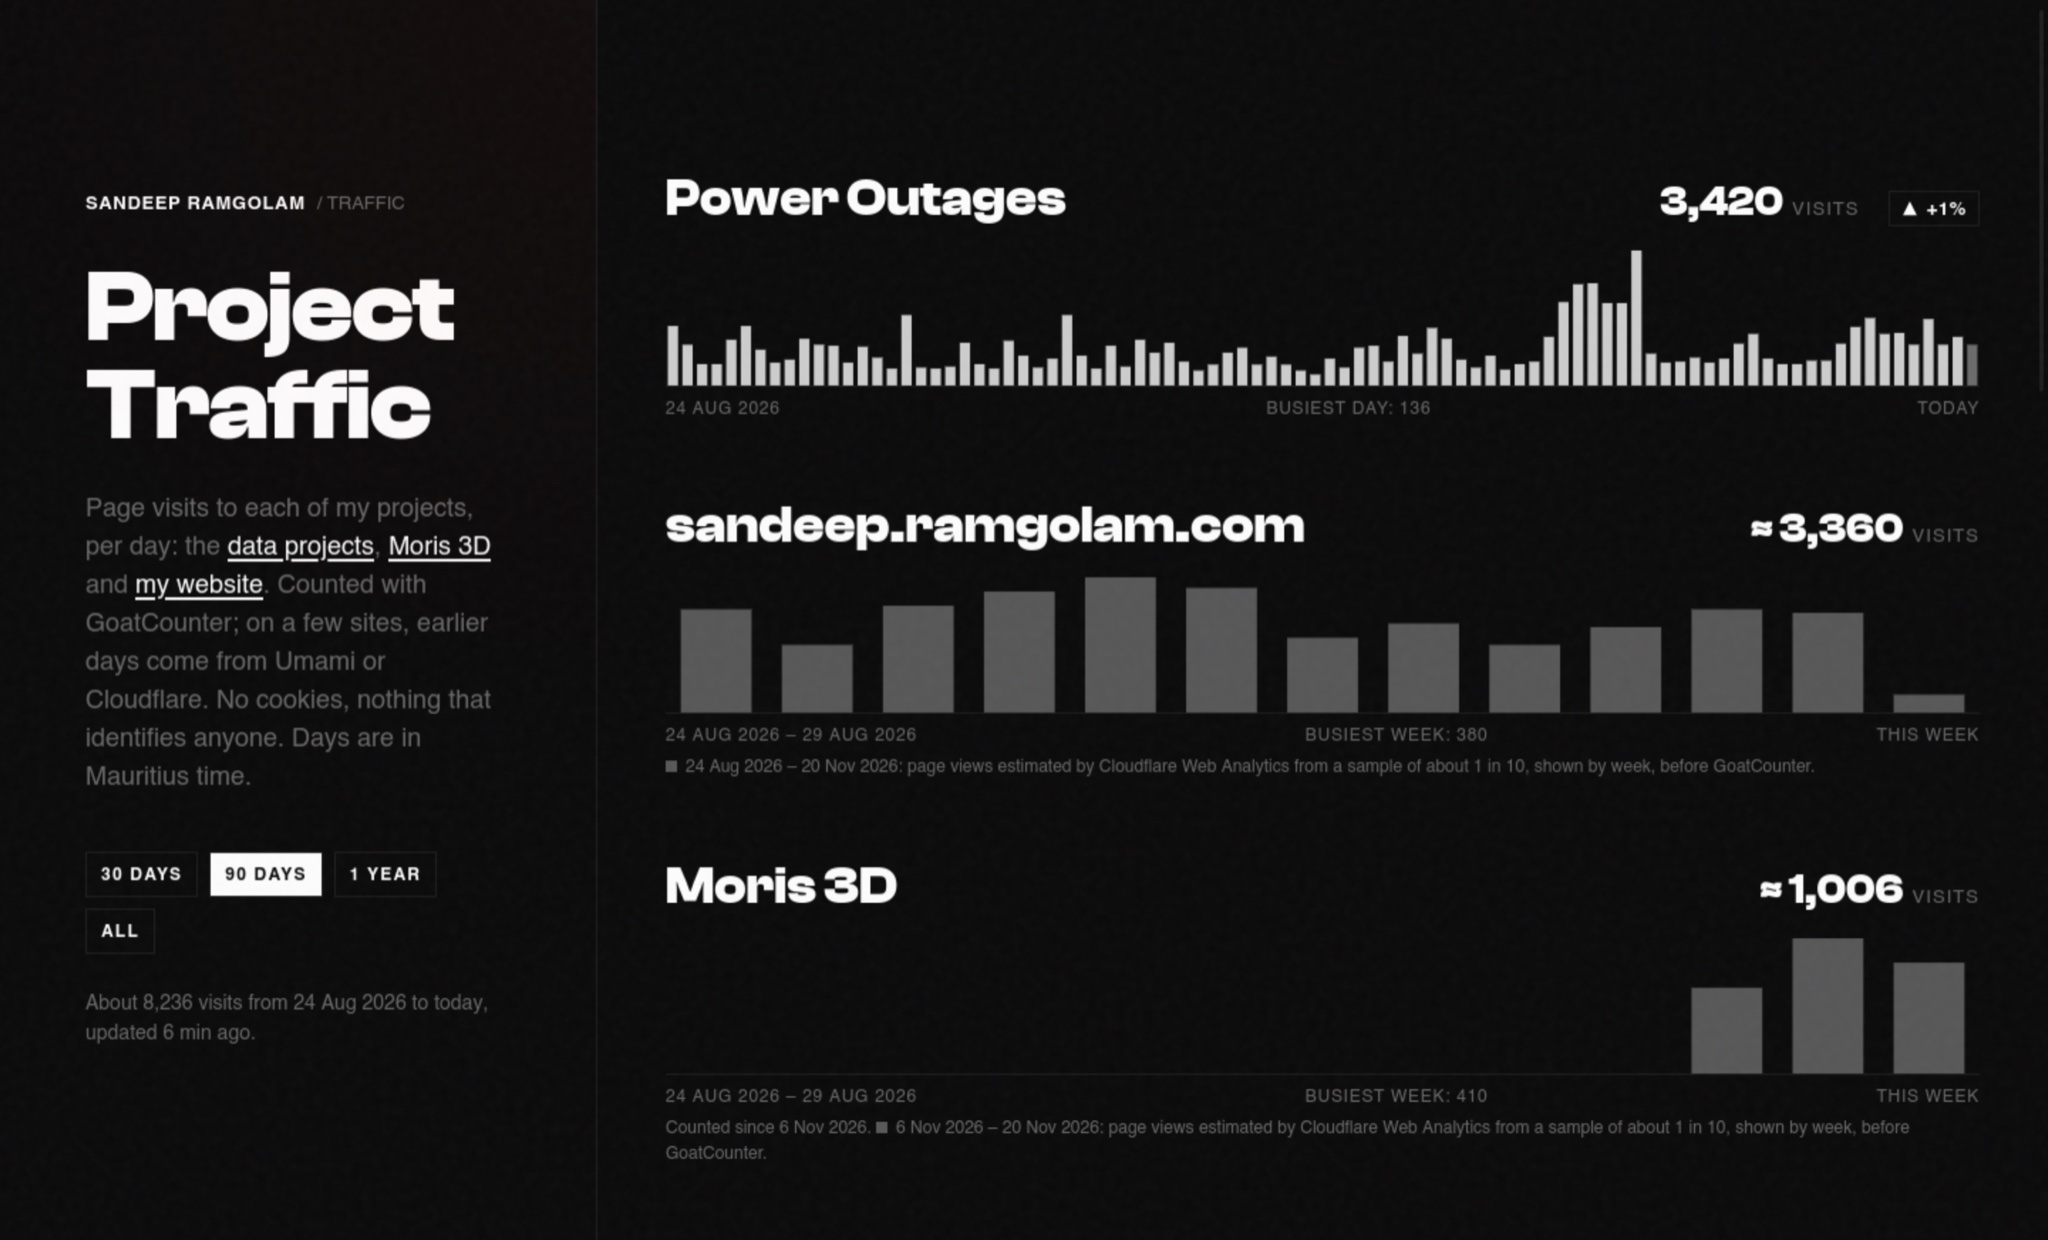 SANDEEP RAMGOLAM / TRAFFIC
Project
Traffic
Page visits to each of my projects,
per day: the data projects, Moris 3D
and my website. Counted with
GoatCounter; on a few sites, earlier
days come from Umami or
Cloudflare. No cookies, nothing that
identifies anyone. Days are in
Mauritius time.
30 DAYS 90 DAYS 1 YEAR
ALL
About 8,236 visits from 24 Aug 2026 to today,
updated 6 min ago.
Power Outages 3,420 VISITS ▲ +1%
24 AUG 2026 BUSIEST DAY: 136 TODAY
sandeep.ramgolam.com ≈3,360 VISITS
24 AUG 2026 – 29 AUG 2026 BUSIEST WEEK: 380 THIS WEEK
24 Aug 2026 – 20 Nov 2026: page views estimated by Cloudflare Web Analytics from a sample of about 1 in 10, shown by week, before GoatCounter.
Moris 3D ≈1,006 VISITS
24 AUG 2026 – 29 AUG 2026 BUSIEST WEEK: 410 THIS WEEK
Counted since 6 Nov 2026. ■ 6 Nov 2026 – 20 Nov 2026: page views estimated by Cloudflare Web Analytics from a sample of about 1 in 10, shown by week, before
GoatCounter.